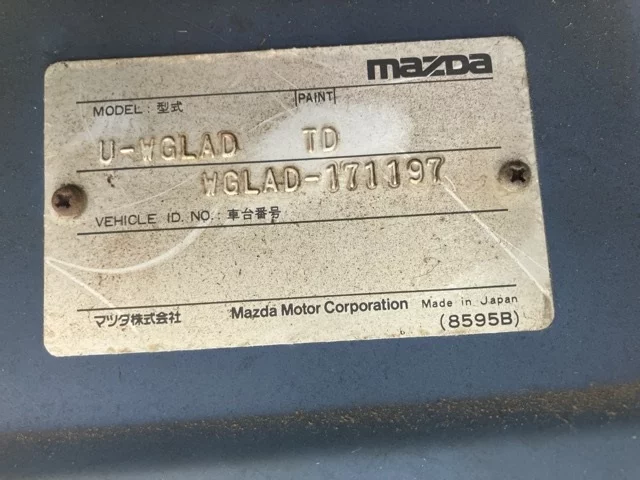 mazda
MODEL : 型式 PAINT
U-WGLAD TD
WGLAD-171197
VEHICLE ID. NO. : 車台番号
マツダ株式会社 Mazda Motor Corporation Made in Japan
(8595B)